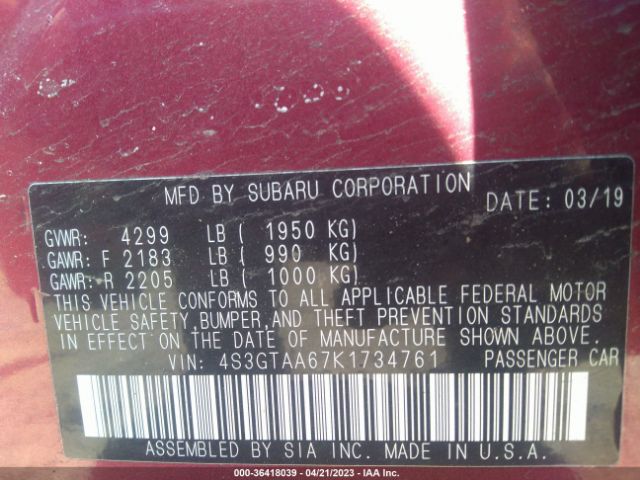 MFD BY SUBARU CORPORATION DATE: 03/19
GVWR: 4299 LB ( 1950 KG)
GAWR: F 2183 LB ( 990 KG)
GAWR: R 2205 LB ( 1000 KG)
THIS VEHICLE CONFORMS TO ALL APPLICABLE FEDERAL MOTOR
VEHICLE SAFETY, BUMPER, AND THEFT PREVENTION STANDARDS
IN EFFECT ON THE DATE OF MANUFACTURE SHOWN ABOVE.
VIN: 4S3GTAA67K1734761 PASSENGER CAR
ASSEMBLED BY SIA INC. MADE IN U.S.A.
000-36418039 - 04/21/2023 - IAA Inc.